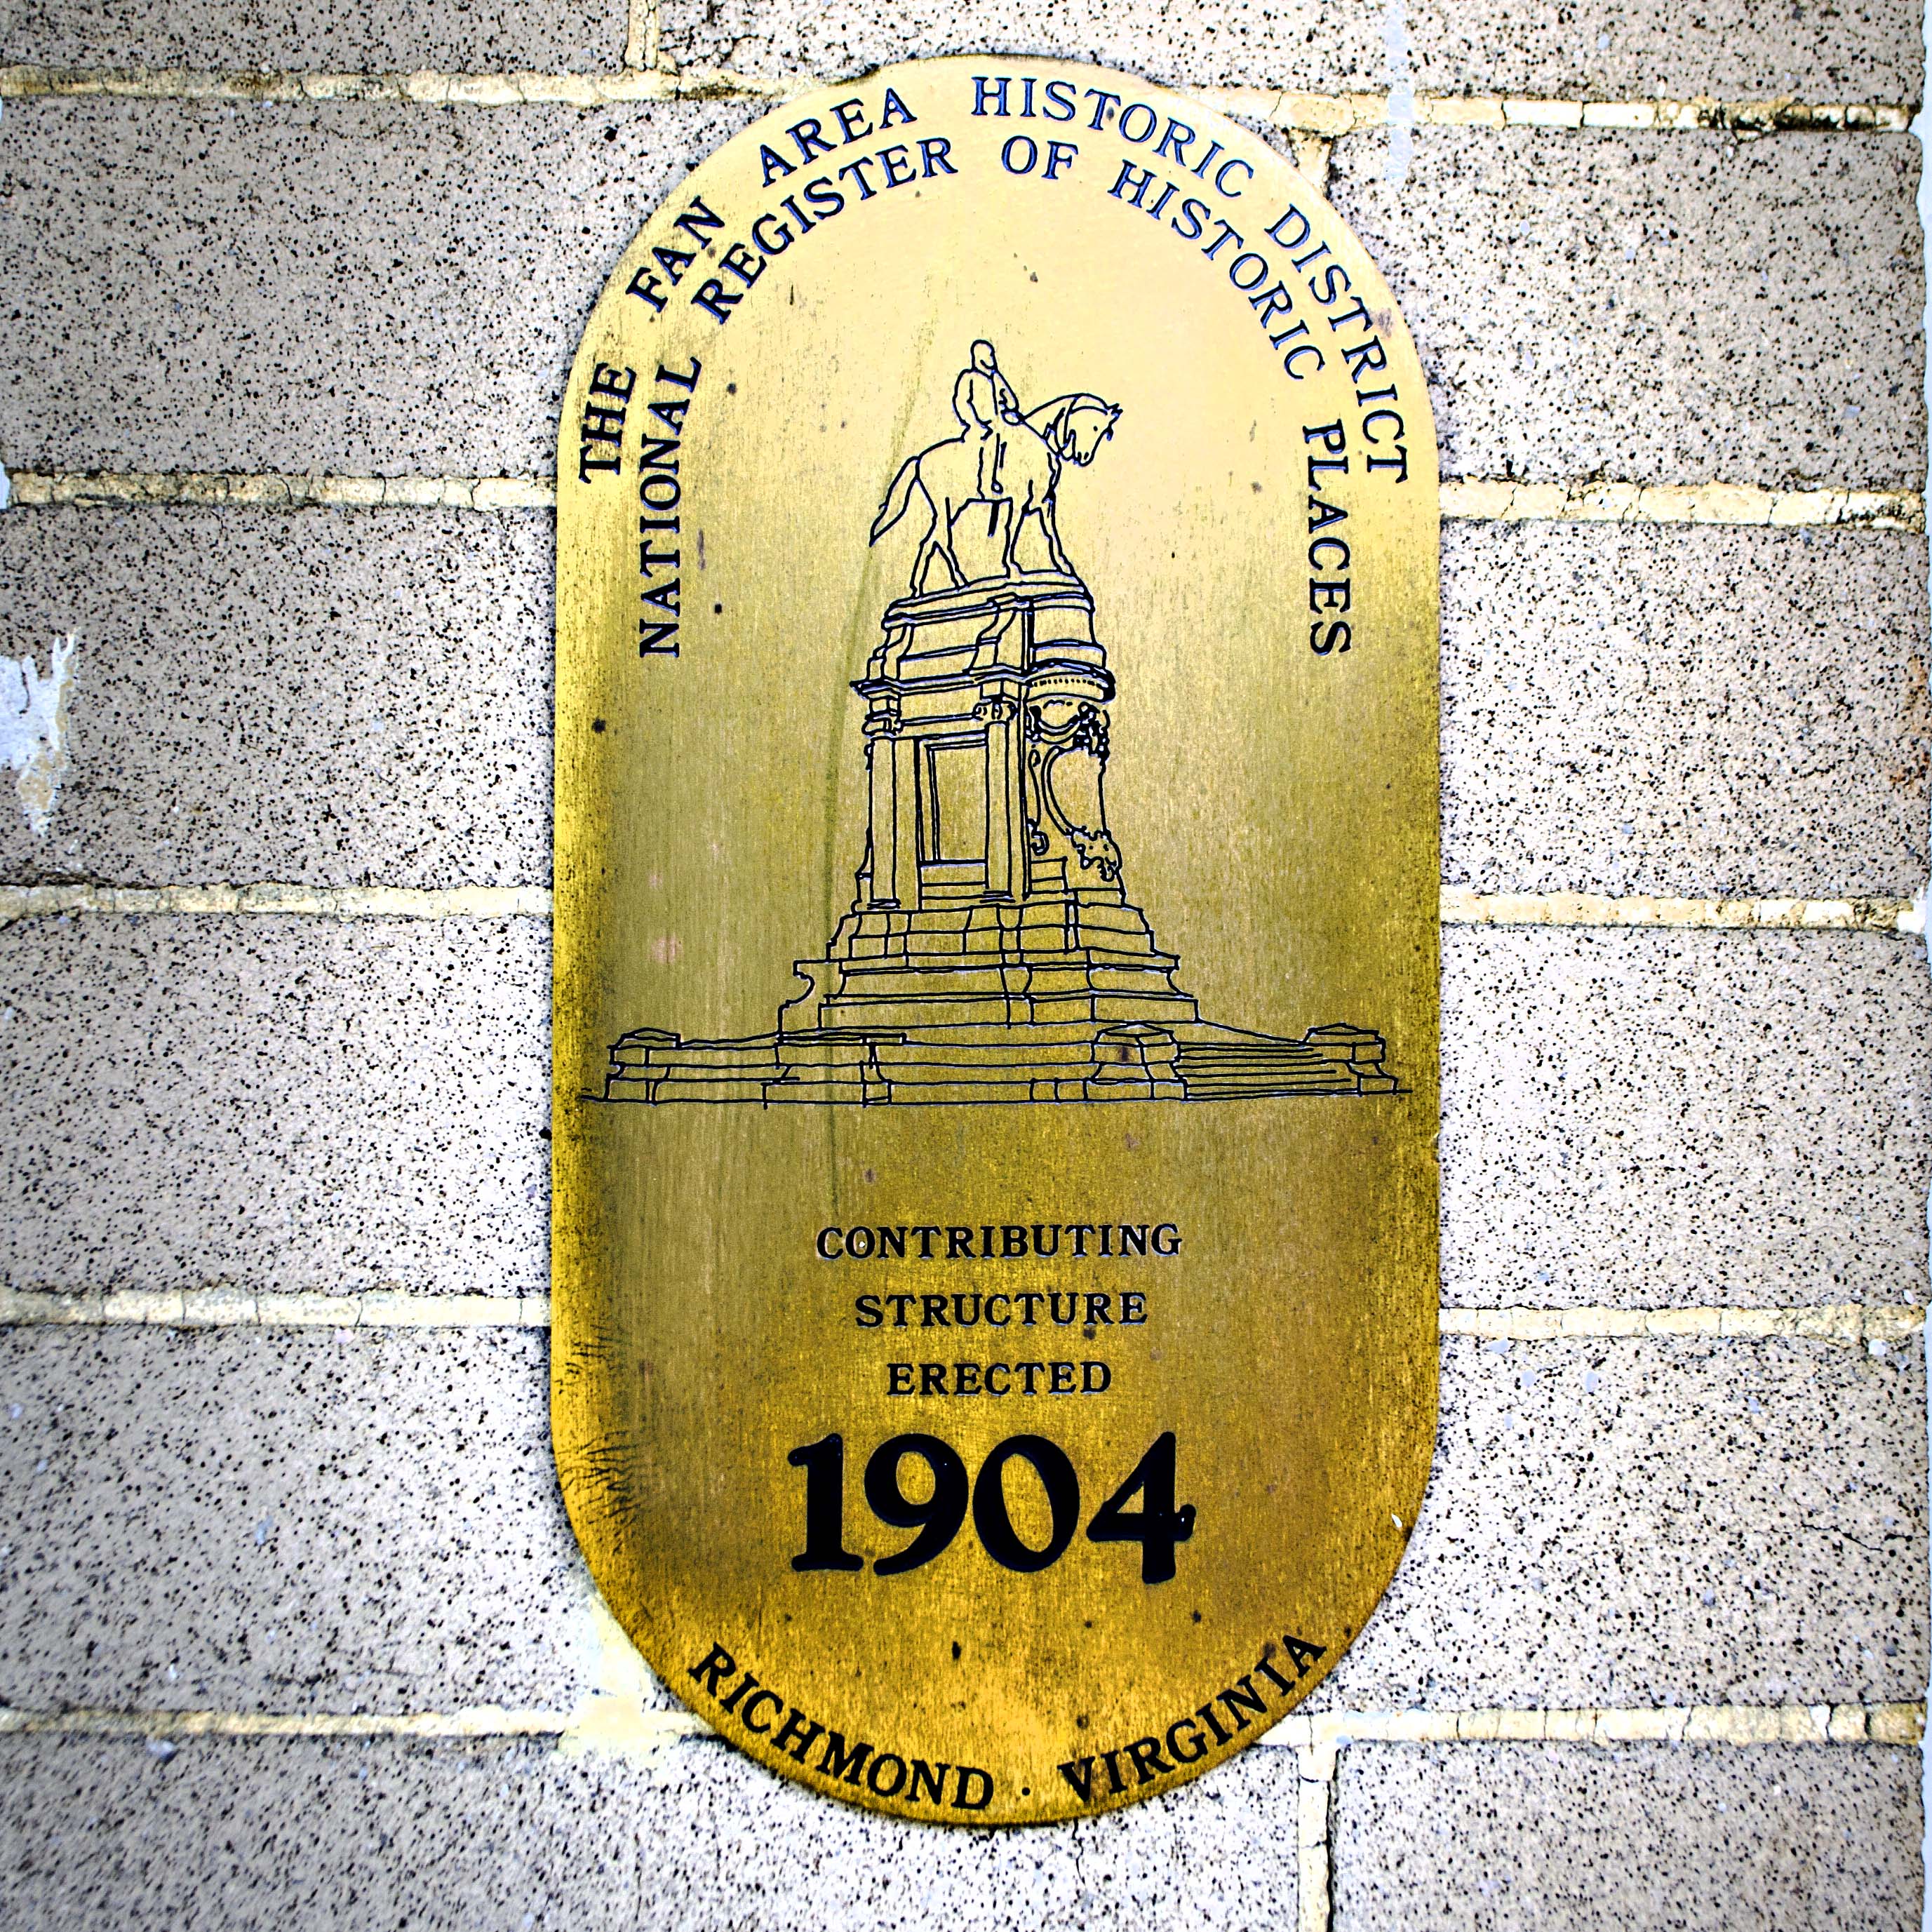 THE FAN AREA HISTORIC DISTRICT
NATIONAL REGISTER OF HISTORIC PLACES
CONTRIBUTING
STRUCTURE
ERECTED
1904
RICHMOND · VIRGINIA